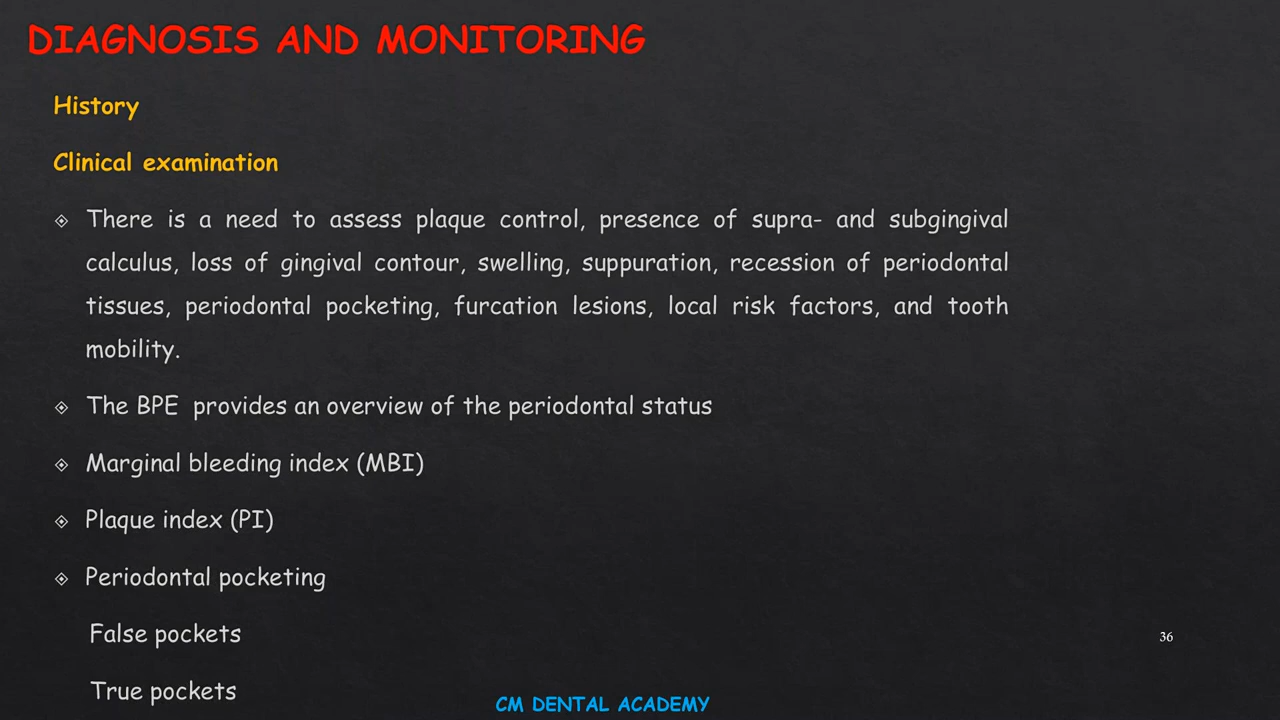 DIAGNOSIS AND MONITORING
History
Clinical examination
There is a need to assess plaque control, presence of supra- and subgingival
calculus, loss of gingival contour, swelling, suppuration, recession of periodontal
tissues, periodontal pocketing, furcation lesions, local risk factors, and tooth
mobility.
The BPE provides an overview of the periodontal status
Marginal bleeding index (MBI)
Plaque index (PI)
Periodontal pocketing
False pockets
36
True pockets
CM DENTAL ACADEMY